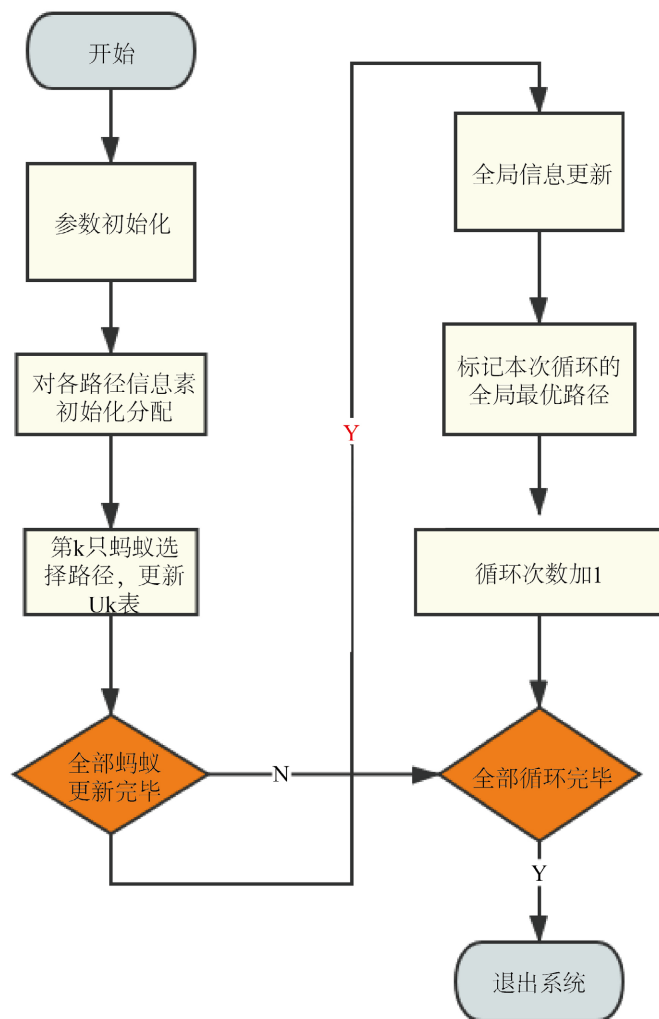 开始
参数初始化
对各路径信息素
初始化分配
第k只蚂蚁选
择路径，更新
Uk表
全部蚂蚁
更新完毕
N
Y
全局信息更新
标记本次循环的
全局最优路径
循环次数加1
全部循环完毕
Y
退出系统